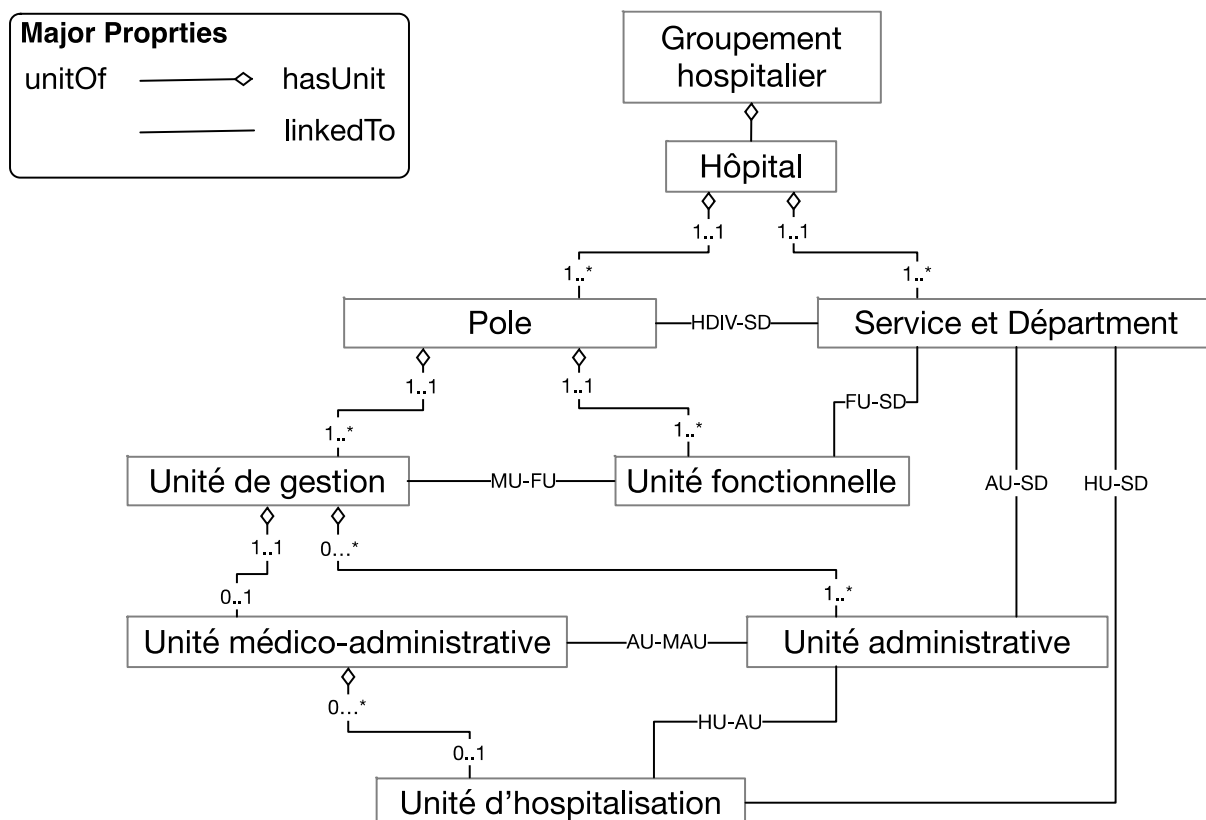 Major Proprties
unitOf hasUnit
linkedTo
Groupement
hospitalier
Hôpital
1..1 1..1
1..* 1..*
Pole HDIV-SD Service et Départment
1..1 1..1
FU-SD
1..* 1..*
Unité de gestion MU-FU Unité fonctionnelle AU-SD HU-SD
1..1 0...*
0..1 1..*
Unité médico-administrative AU-MAU Unité administrative
0...*
HU-AU
0..1
Unité d'hospitalisation